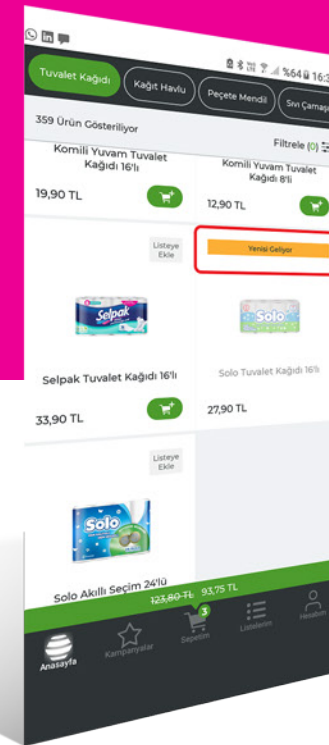 %64 16:3
Tuvalet Kağıdı
Kağıt Havlu
Peçete Mendil
Sıvı Çamaşı
359 Ürün Gösteriliyor
Filtrele (0)
Komili Yuvam Tuvalet
Kağıdı 16'lı
19,90 TL
Komili Yuvam Tuvalet
Kağıdı 8'li
12,90 TL
Listeye
Ekle
Selpak
Selpak Tuvalet Kağıdı 16'lı
33,90 TL
Yenisi Geliyor
Solo
Solo Tuvalet Kağıdı 16'lı
27,90 TL
Listeye
Ekle
Solo
Solo Akıllı Seçim 24'lü
123,80 TL 93,75 TL
Anasayfa
Kampanyalar
3
Sepetim
Listelerim
Hesabım